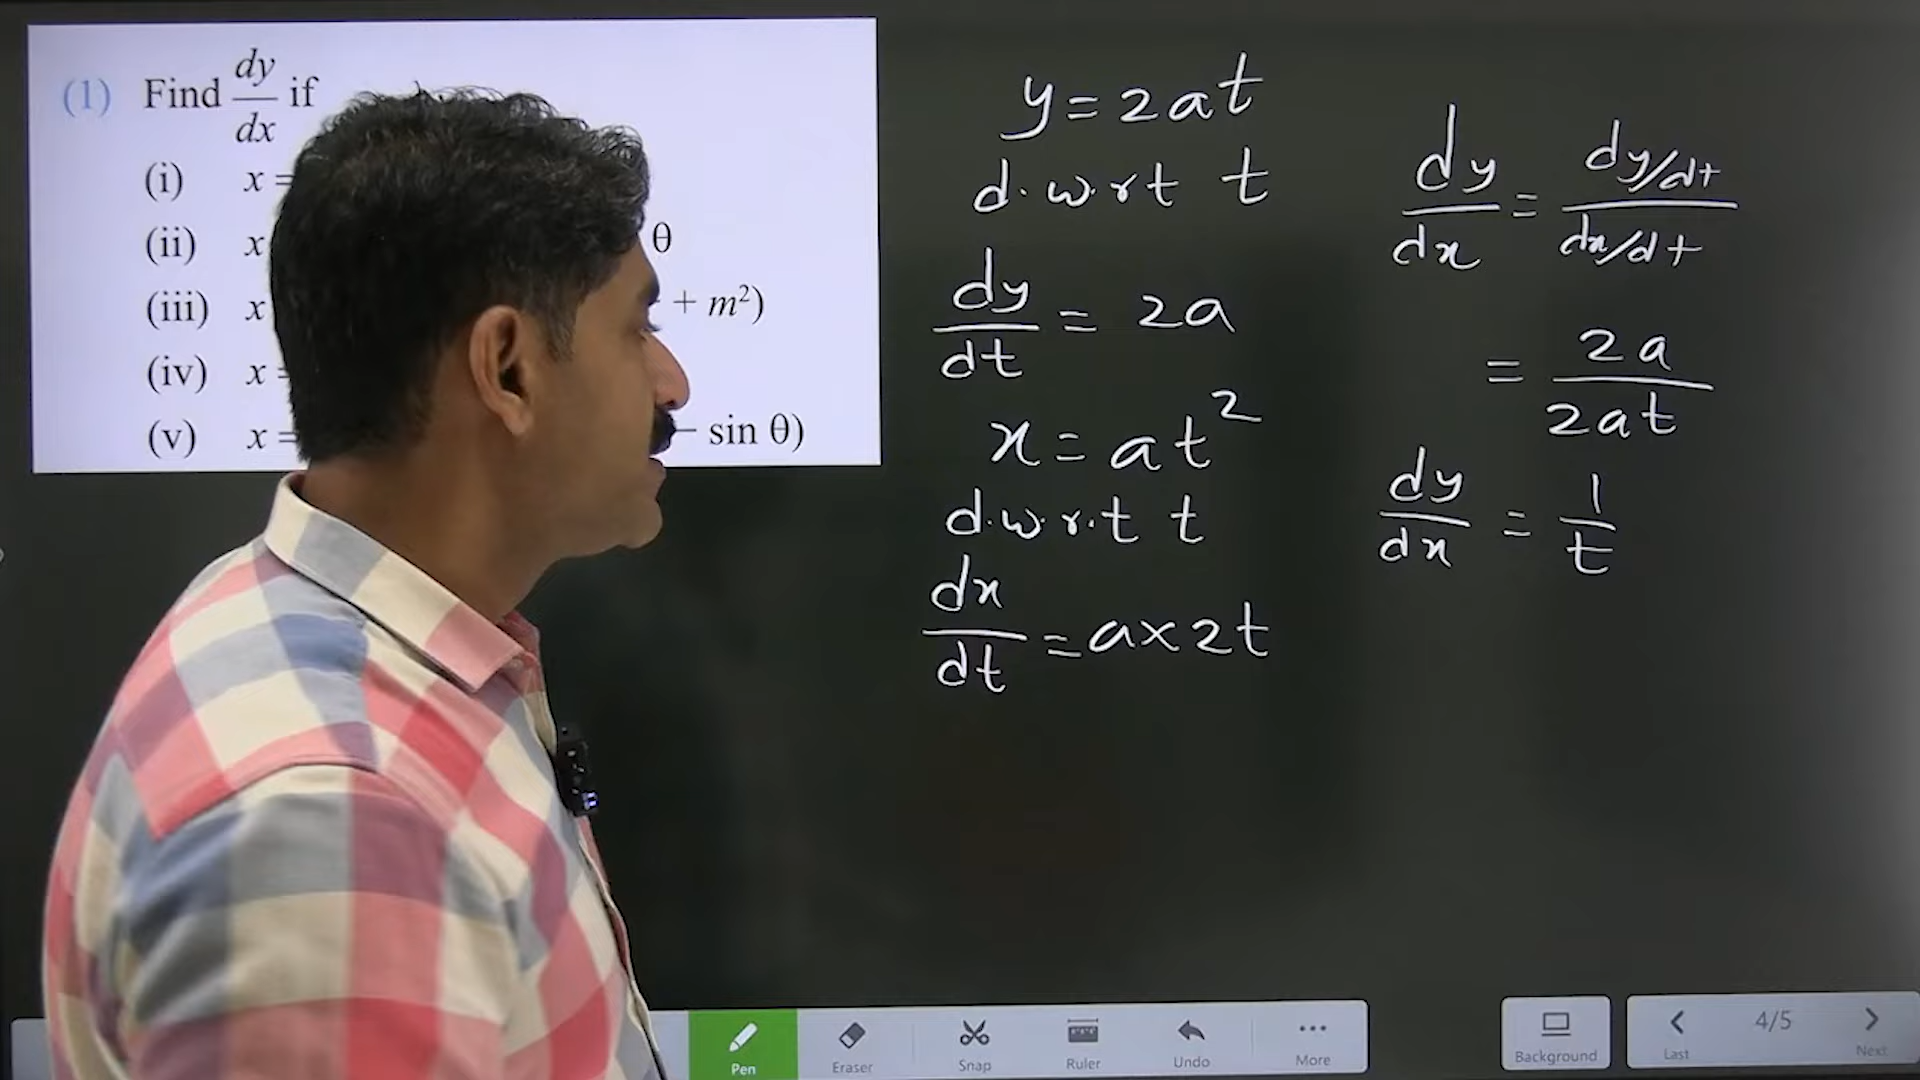 (1) Find dy/dx if
(i) x =
(ii) x θ
(iii) x + m²)
(iv) x =
(v) x = – sin θ)
y = 2at
d.w.rt t
dy/dt = 2a
x = at²
d.w.r.t t
dx/dt = a×2t
dy/dx = dy/dt / dx/dt
= 2a/2at
dy/dx = 1/t
Pen
Eraser
Snap
Ruler
Undo
More
Background
Last
4/5
Next